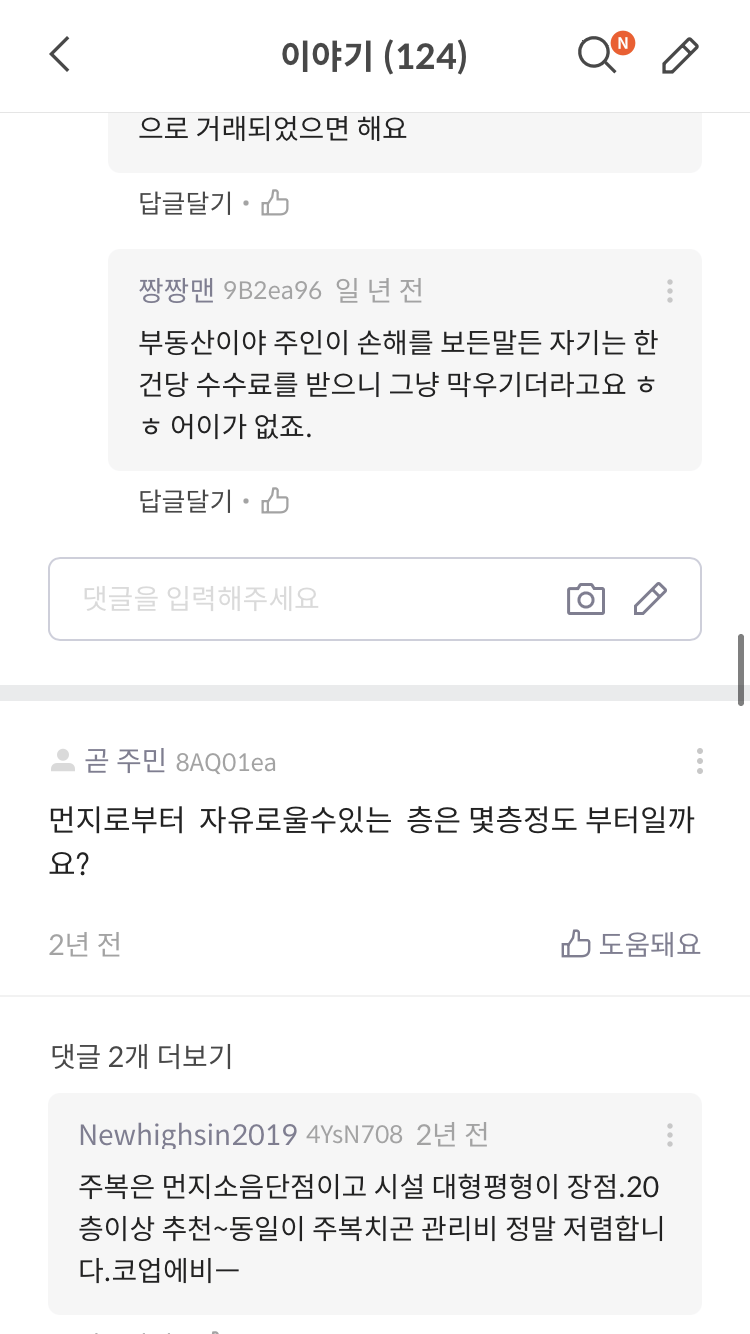 이야기 (124)
N
으로 거래되었으면 해요
답글달기 •
짱짱맨 9B2ea96 일 년 전
부동산이야 주인이 손해를 보든말든 자기는 한
건당 수수료를 받으니 그냥 막우기더라고요 ㅎ
ㅎ 어이가 없죠.
답글달기 •
댓글을 입력해주세요
곧 주민 8AQ01ea
먼지로부터 자유로울수있는 층은 몇층정도 부터일까
요?
2년 전
도움돼요
댓글 2개 더보기
Newhighsin2019 4YsN708 2년 전
주복은 먼지소음단점이고 시설 대형평형이 장점.20
층이상 추천~동일이 주복치곤 관리비 정말 저렴합니
다.코업에비ㅡ